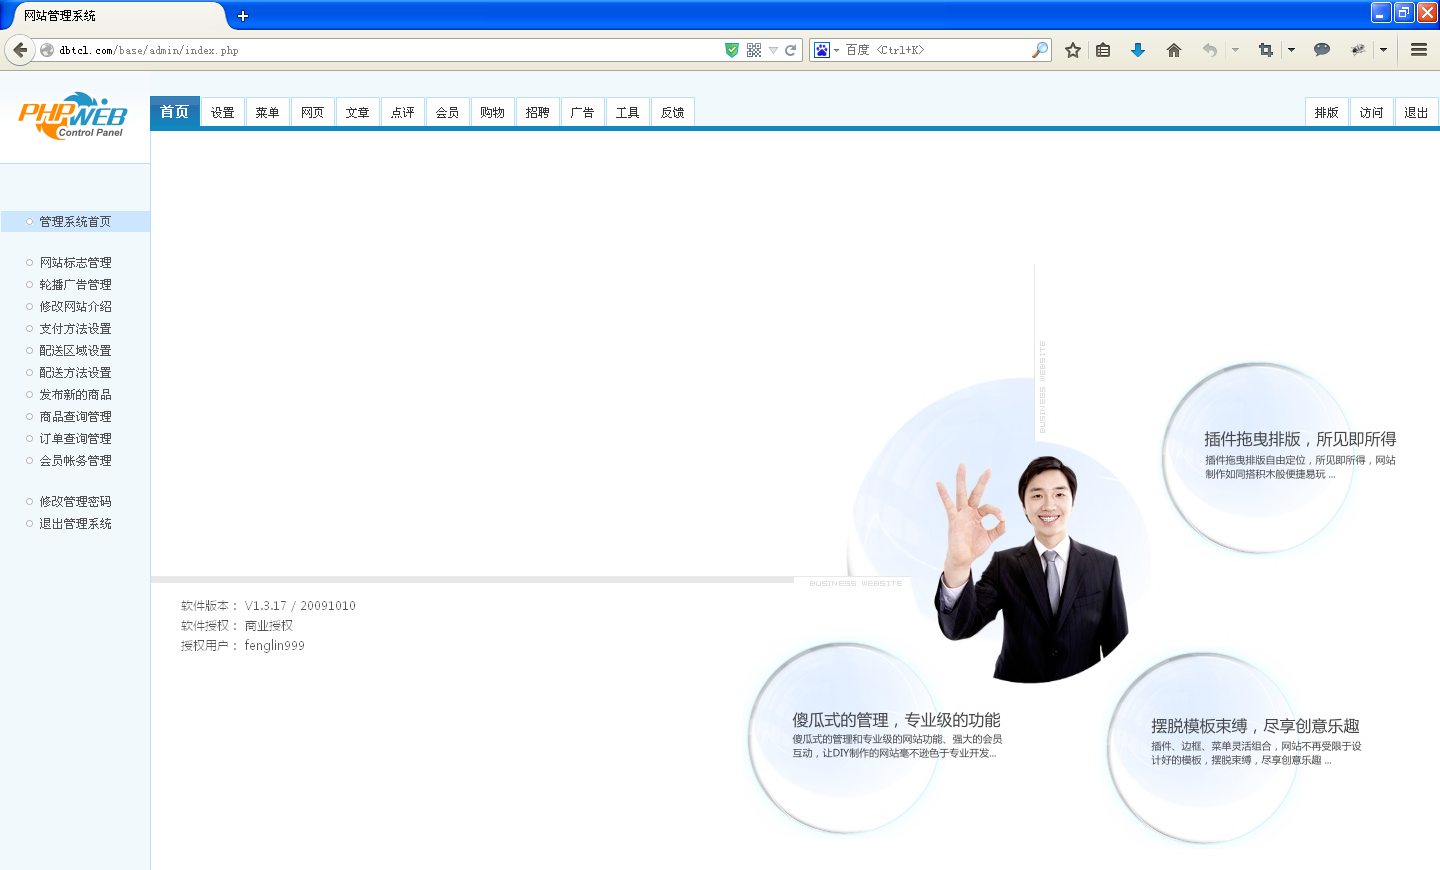 网站管理系统
dbtcl.com/base/admin/index.php
百度 <Ctrl+K>
PHPWEB
Control Panel
首页 设置 菜单 网页 文章 点评 会员 购物 招聘 广告 工具 反馈 排版 访问 退出
管理系统首页
网站标志管理
轮播广告管理
修改网站介绍
支付方法设置
配送区域设置
配送方法设置
发布新的商品
商品查询管理
订单查询管理
会员帐务管理
修改管理密码
退出管理系统
BUSINESS WEBSITE
插件拖曳排版，所见即所得
插件拖曳排版自由定位，所见即所得，网站
制作如同搭积木般便捷易玩 ...
BUSINESS WEBSITE
软件版本： V1.3.17 / 20091010
软件授权： 商业授权
授权用户： fenglin999
傻瓜式的管理，专业级的功能
傻瓜式的管理和专业级的网站功能、强大的会员
互动，让DIY制作的网站毫不逊色于专业开发...
摆脱模板束缚，尽享创意乐趣
插件、边框、菜单灵活组合，网站不再受限于设
计好的模板，摆脱束缚，尽享创意乐趣 ...